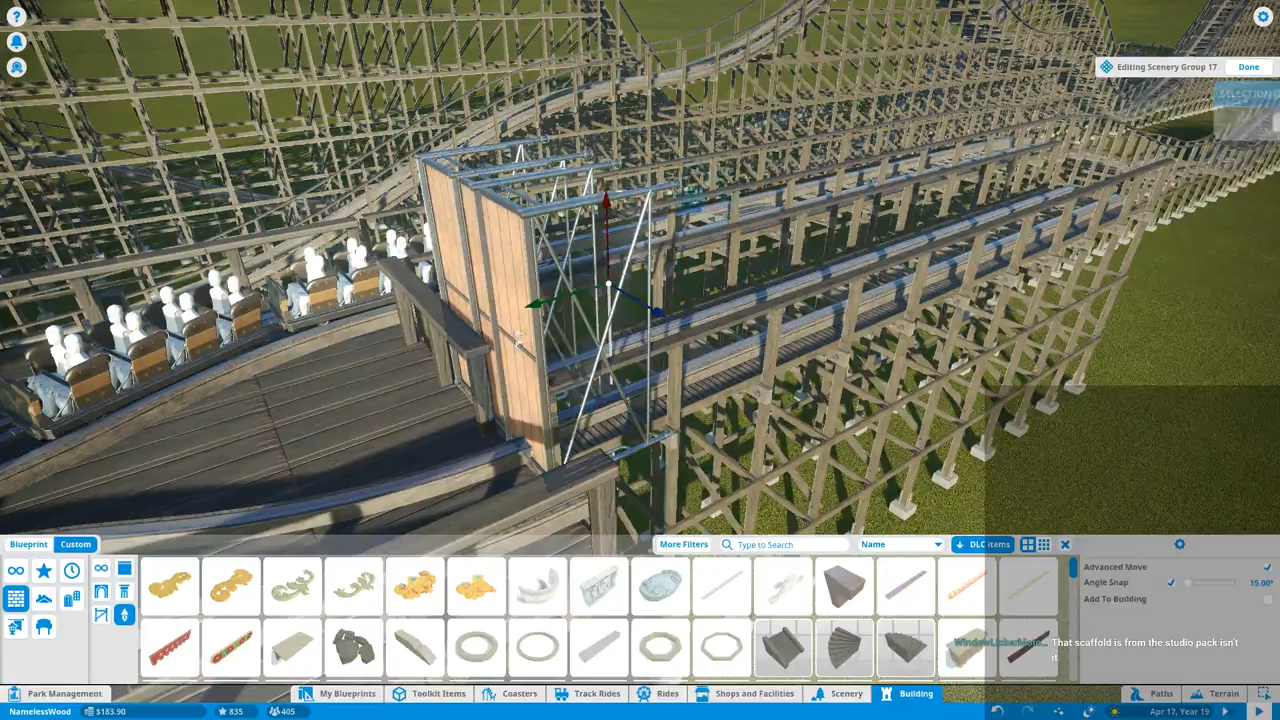 Editing Scenery Group 17
Done
SELECTION
Blueprint
Custom
More Filters
Type to Search
Name
DLC Items
Advanced Move
Angle Snap
15.00°
Add To Building
That scaffold is from the studio pack isn't
it
Park Management
My Blueprints
Toolkit Items
Coasters
Track Rides
Rides
Shops and Facilities
Scenery
Building
Paths
Terrain
NamelessWood
$183.90
835
405
Apr 17, Year 19